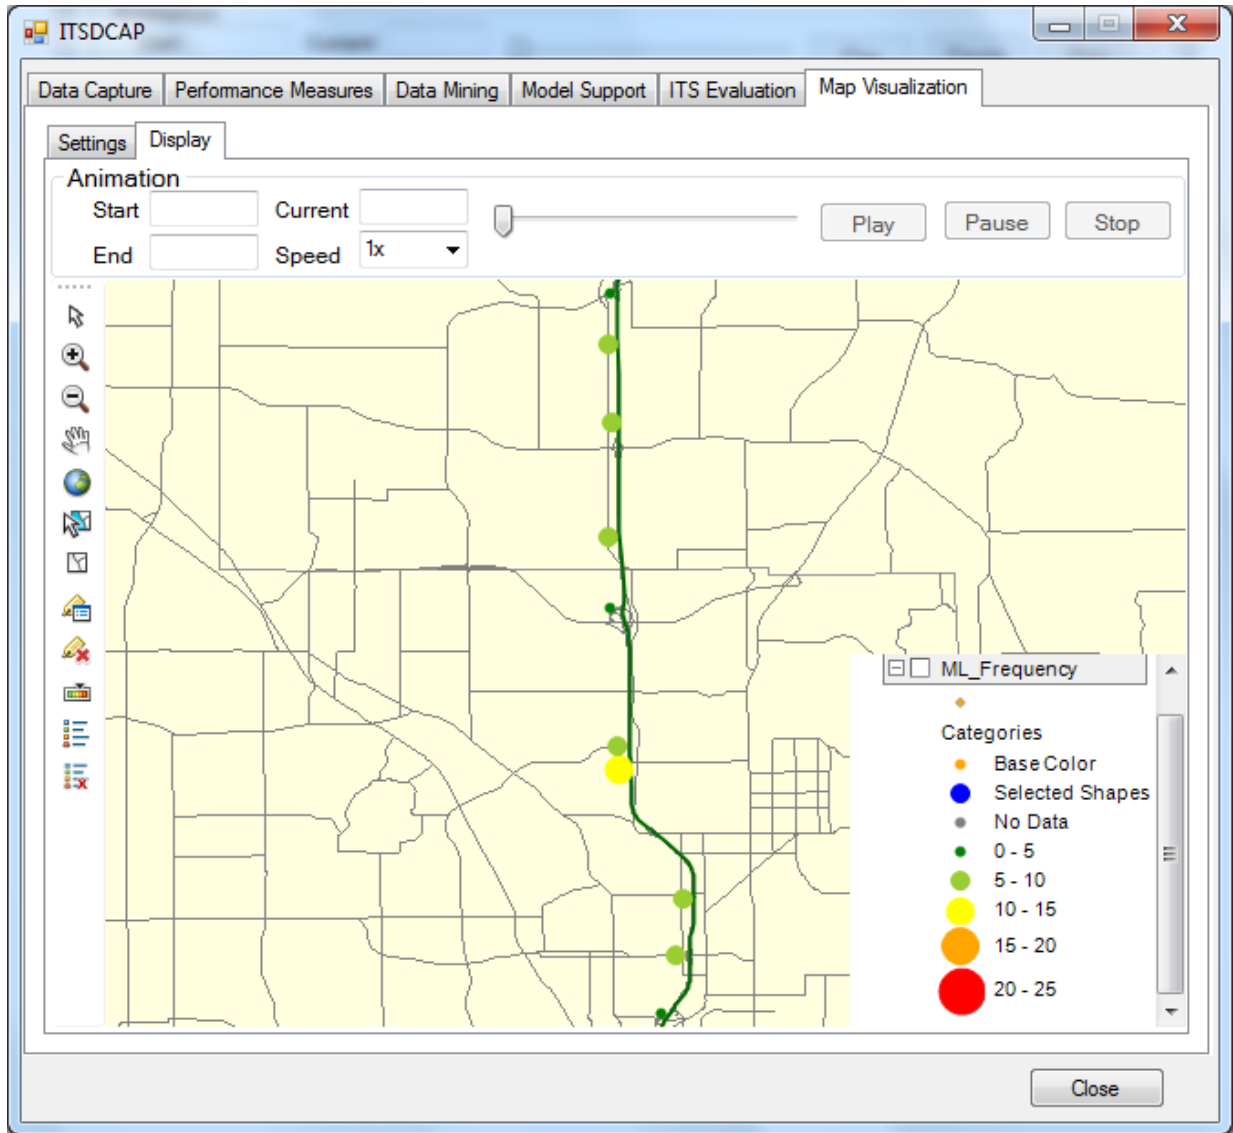 ITSDCAP
Data Capture Performance Measures Data Mining Model Support ITS Evaluation Map Visualization
Settings Display
Animation
Start Current Play Pause Stop
End Speed 1x
ML_Frequency
Categories
Base Color
Selected Shapes
No Data
0 - 5
5 - 10
10 - 15
15 - 20
20 - 25
Close